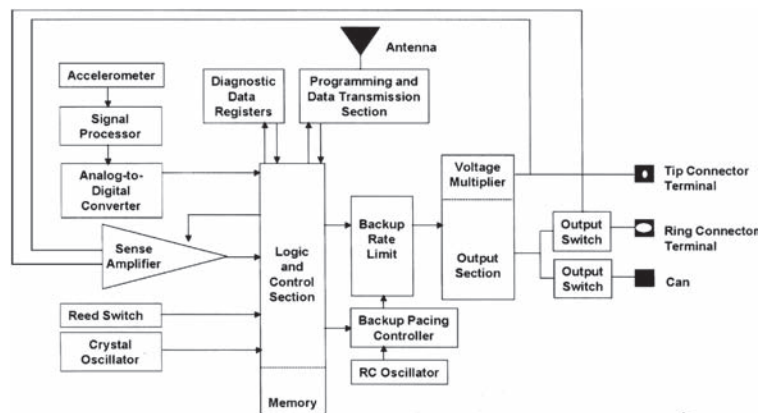 Antenna
Accelerometer
Signal
Processor
Analog-to-
Digital
Converter
Diagnostic
Data
Registers
Programming and
Data Transmission
Section
Sense
Amplifier
Reed Switch
Crystal
Oscillator
Logic
and
Control
Section
Memory
Backup
Rate
Limit
Backup Pacing
Controller
RC Oscillator
Voltage
Multiplier
Output
Section
Output
Switch
Output
Switch
Tip Connector
Terminal
Ring Connector
Terminal
Can